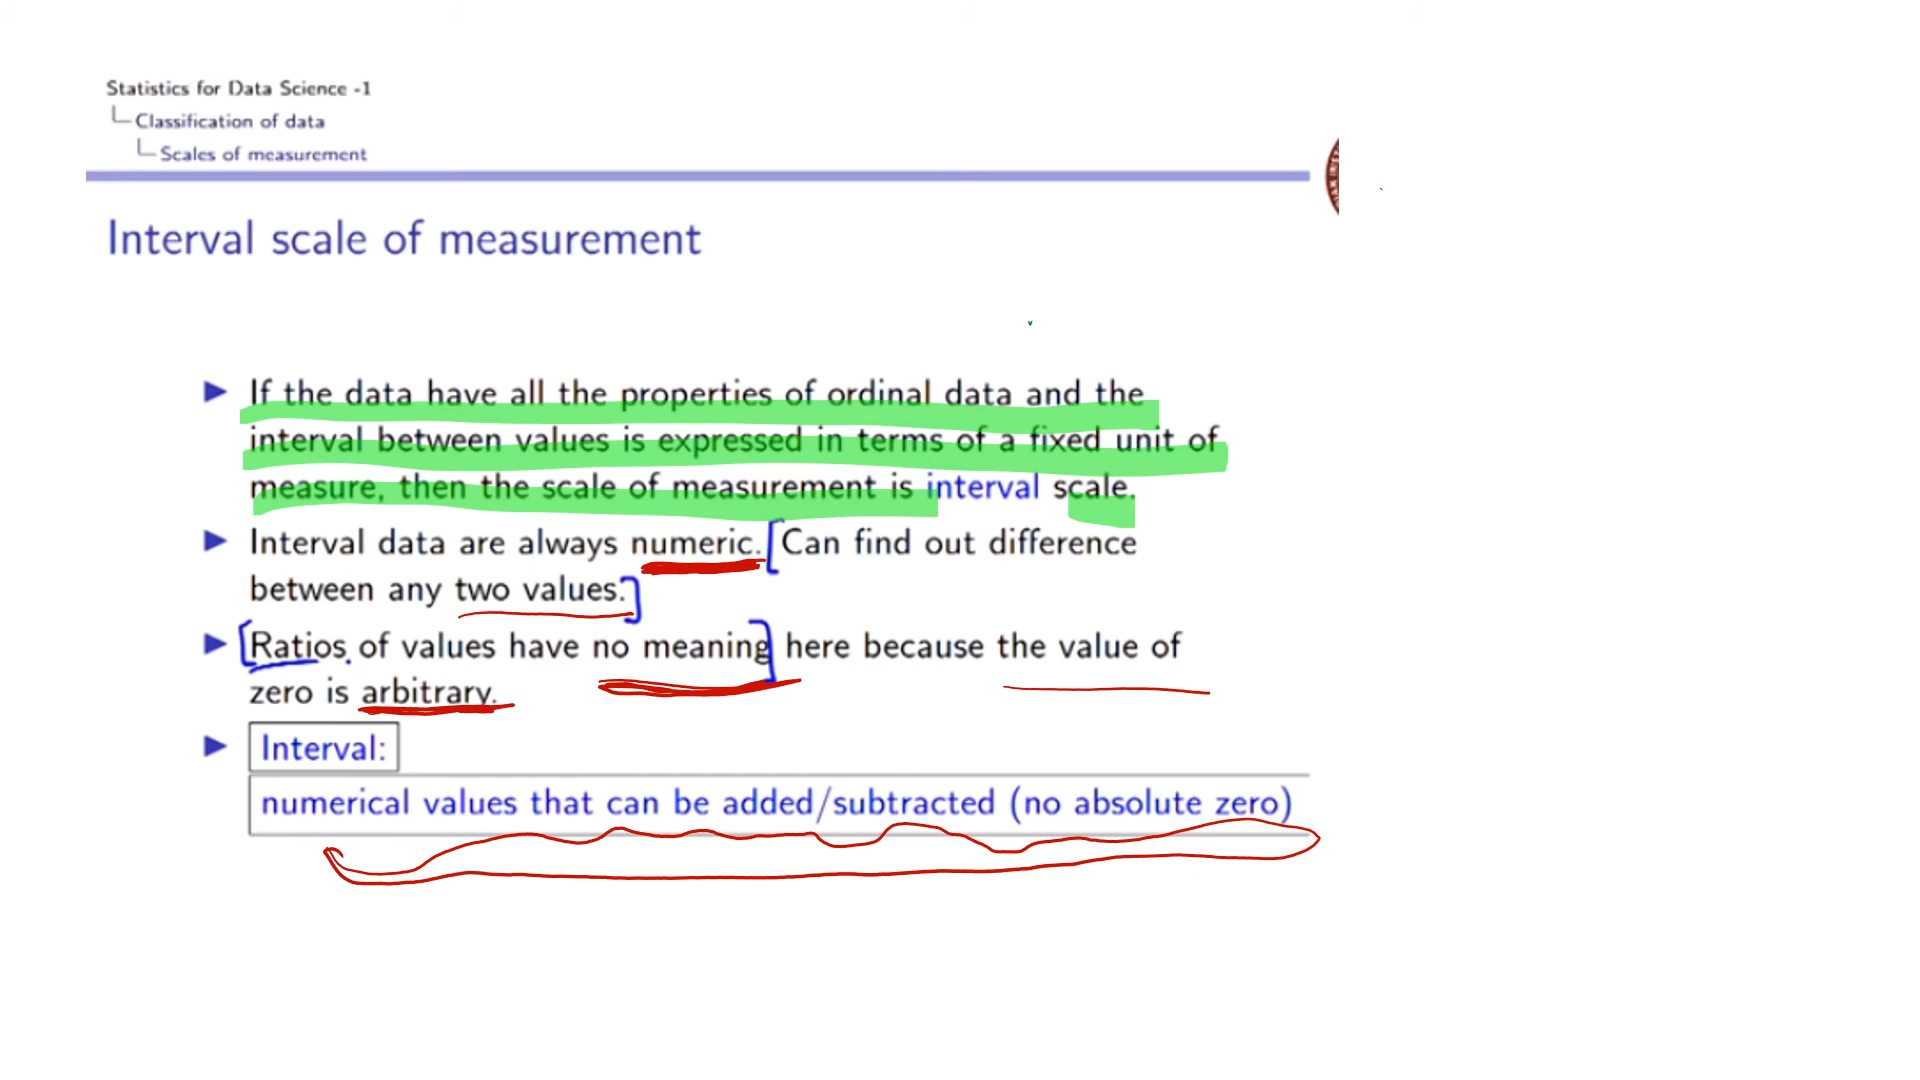 Statistics for Data Science -1
Classification of data
Scales of measurement
Interval scale of measurement
If the data have all the properties of ordinal data and the
interval between values is expressed in terms of a fixed unit of
measure, then the scale of measurement is interval scale.
Interval data are always numeric. Can find out difference
between any two values.
Ratios of values have no meaning here because the value of
zero is arbitrary.
Interval:
numerical values that can be added/subtracted (no absolute zero)